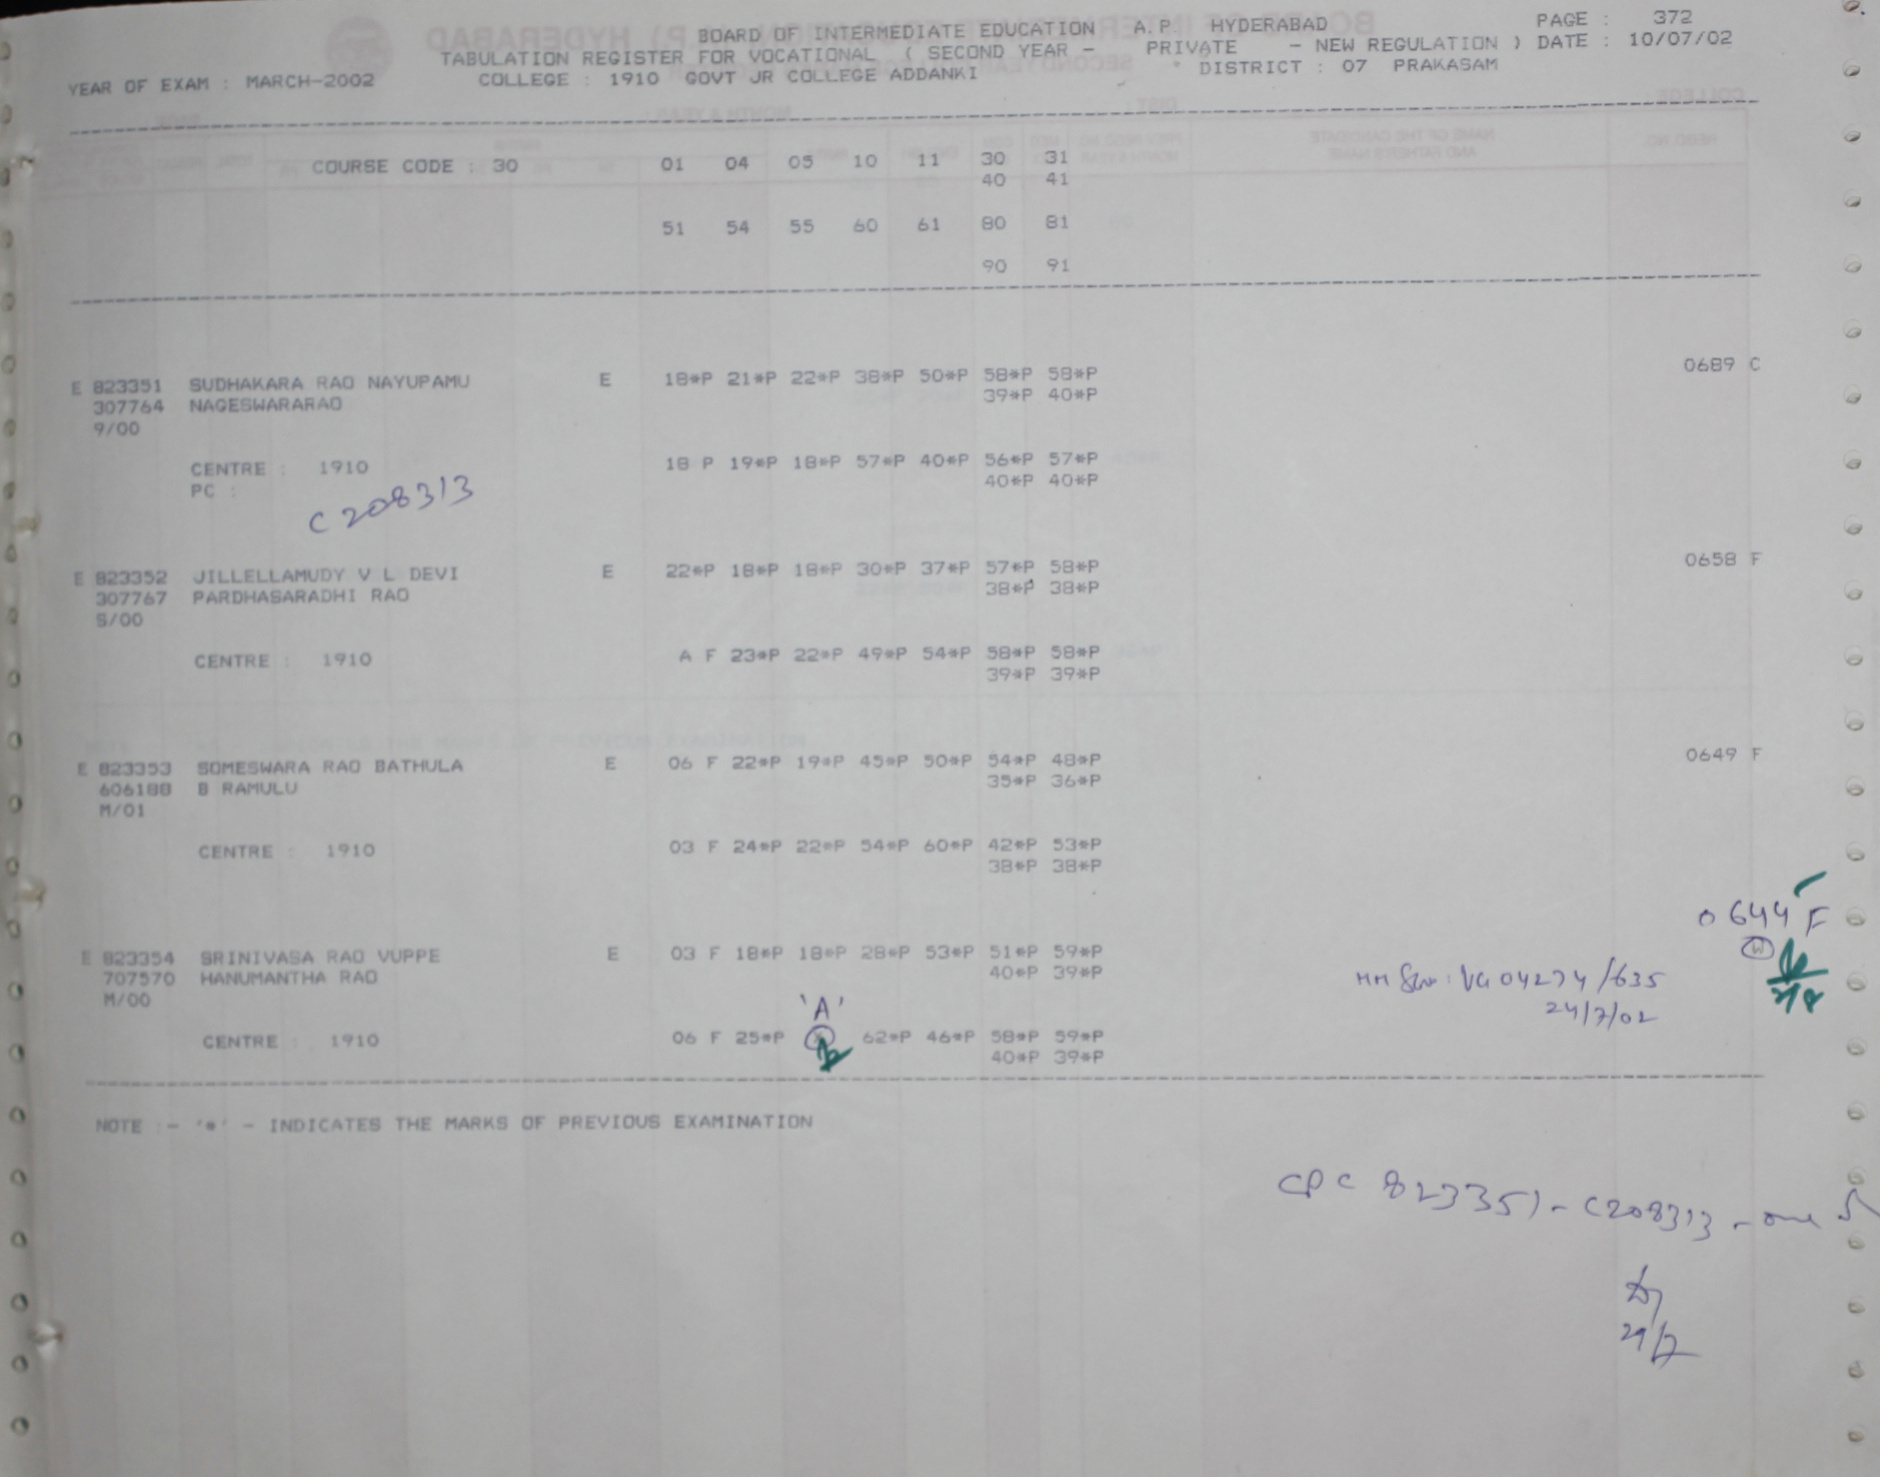 BOARD OF INTERMEDIATE EDUCATION A.P. HYDERABAD PAGE : 372
TABULATION REGISTER FOR VOCATIONAL ( SECOND YEAR - PRIVATE - NEW REGULATION ) DATE : 10/07/02
YEAR OF EXAM : MARCH-2002 COLLEGE : 1910 GOVT JR COLLEGE ADDANKI DISTRICT : 07 PRAKASAM
COURSE CODE : 30 01 04 05 10 11 30 31
40 41
51 54 55 60 61 80 81
90 91
E 823351 SUDHAKARA RAO NAYUPAMU E 18*P 21*P 22*P 38*P 50*P 58*P 58*P 0689 C
307764 NAGESWARARAO 39*P 40*P
9/00
CENTRE : 1910 18 P 19*P 18*P 57*P 40*P 56*P 57*P
PC : 40*P 40*P
C 208313
E 823352 JILLELLAMUDY V L DEVI E 22*P 18*P 18*P 30*P 37*P 57*P 58*P 0658 F
307767 PARDHASARADHI RAO 38*P 38*P
S/00
CENTRE : 1910 A F 23*P 22*P 49*P 54*P 58*P 58*P
39*P 39*P
E 823353 SOMESWARA RAO BATHULA E 06 F 22*P 19*P 45*P 50*P 54*P 48*P 0649 F
606188 B RAMULU 35*P 36*P
M/01
CENTRE : 1910 03 F 24*P 22*P 54*P 60*P 42*P 53*P
38*P 38*P
0644 F
E 823354 SRINIVASA RAO VUPPE E 03 F 18*P 18*P 28*P 53*P 51*P 59*P
707570 HANUMANTHA RAO 40*P 39*P
M/00
24/7/02
'A'
CENTRE : 1910 06 F 25*P 62*P 46*P 58*P 59*P
40*P 39*P
NOTE :- '*' - INDICATES THE MARKS OF PREVIOUS EXAMINATION
CPC 823351 - C208313 - one
29/7